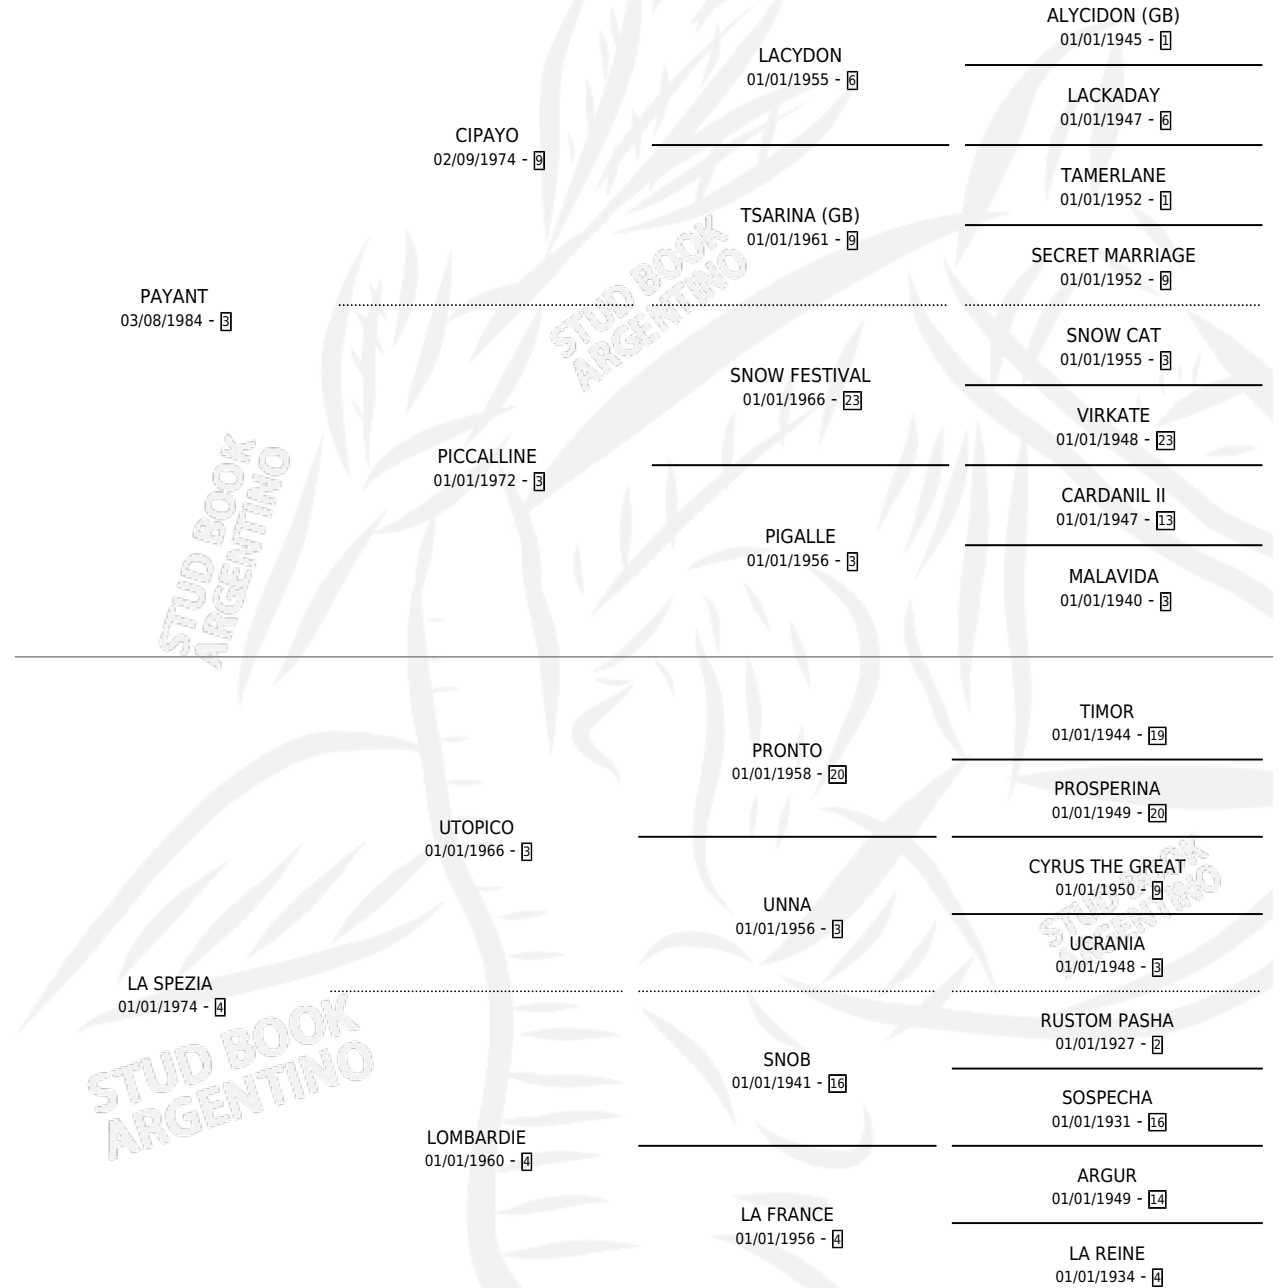 ALYCIDON (GB)
01/01/1945 - 1
LACYDON
01/01/1955 - 6
LACKADAY
01/01/1947 - 6
CIPAYO
02/09/1974 - 9
TAMERLANE
01/01/1952 - 1
TSARINA (GB)
01/01/1961 - 9
SECRET MARRIAGE
01/01/1952 - 9
PAYANT
03/08/1984 - 3
STUD BOOK
ARGENTINO
SNOW CAT
01/01/1955 - 3
SNOW FESTIVAL
01/01/1966 - 23
VIRKATE
01/01/1948 - 23
PICCALLINE
01/01/1972 - 3
CARDANIL II
01/01/1947 - 13
PIGALLE
01/01/1956 - 3
MALAVIDA
01/01/1940 - 3
STUD BOOK
ARGENTINO
TIMOR
01/01/1944 - 19
PRONTO
01/01/1958 - 20
PROSPERINA
01/01/1949 - 20
UTOPICO
01/01/1966 - 3
CYRUS THE GREAT
01/01/1950 - 9
UNNA
01/01/1956 - 3
UCRANIA
01/01/1948 - 3
STUD BOOK
ARGENTINO
LA SPEZIA
01/01/1974 - 4
RUSTOM PASHA
01/01/1927 - 2
SNOB
01/01/1941 - 16
SOSPECHA
01/01/1931 - 16
STUD BOOK
ARGENTINO
LOMBARDIE
01/01/1960 - 4
ARGUR
01/01/1949 - 14
LA FRANCE
01/01/1956 - 4
LA REINE
01/01/1934 - 4